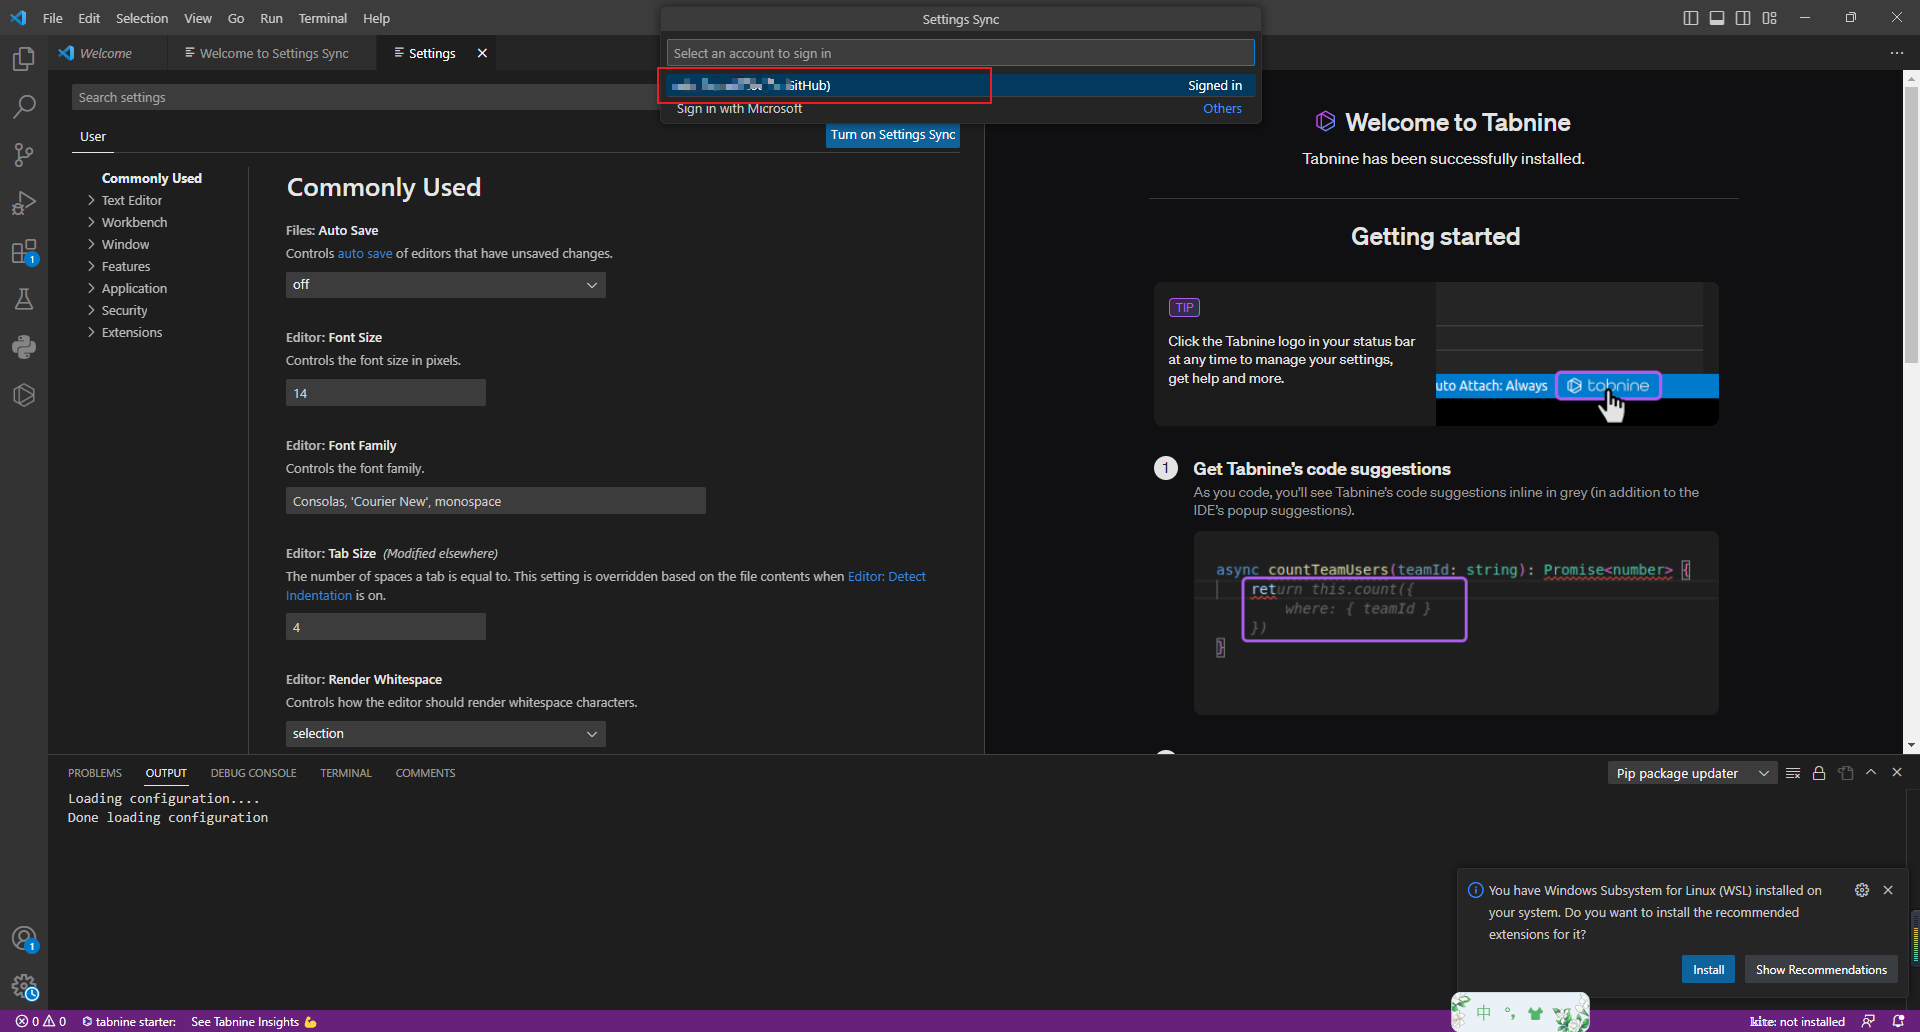 File Edit Selection View Go Run Terminal Help
Settings Sync
Select an account to sign in
GitHub) Signed in
Sign in with Microsoft Others
Welcome
Welcome to Settings Sync
Settings
Search settings
User
Turn on Settings Sync
Commonly Used
Text Editor
Workbench
Window
Features
Application
Security
Extensions
Commonly Used
Files: Auto Save
Controls auto save of editors that have unsaved changes.
off
Editor: Font Size
Controls the font size in pixels.
14
Editor: Font Family
Controls the font family.
Consolas, 'Courier New', monospace
Editor: Tab Size (Modified elsewhere)
The number of spaces a tab is equal to. This setting is overridden based on the file contents when Editor: Detect
Indentation is on.
4
Editor: Render Whitespace
Controls how the editor should render whitespace characters.
selection
Welcome to Tabnine
Tabnine has been successfully installed.
Getting started
TIP
Click the Tabnine logo in your status bar
at any time to manage your settings,
get help and more.
uto Attach: Always tabnine
1 Get Tabnine's code suggestions
As you code, you'll see Tabnine's code suggestions inline in grey (in addition to the
IDE's popup suggestions).
async countTeamUsers(teamId: string): Promise<number> {
return this.count({
where: { teamId }
})
}
PROBLEMS OUTPUT DEBUG CONSOLE TERMINAL COMMENTS
Pip package updater
Loading configuration....
Done loading configuration
You have Windows Subsystem for Linux (WSL) installed on
your system. Do you want to install the recommended
extensions for it?
Install Show Recommendations
1
1
中 °,
0 0 tabnine starter: See Tabnine Insights 💪
kite: not installed